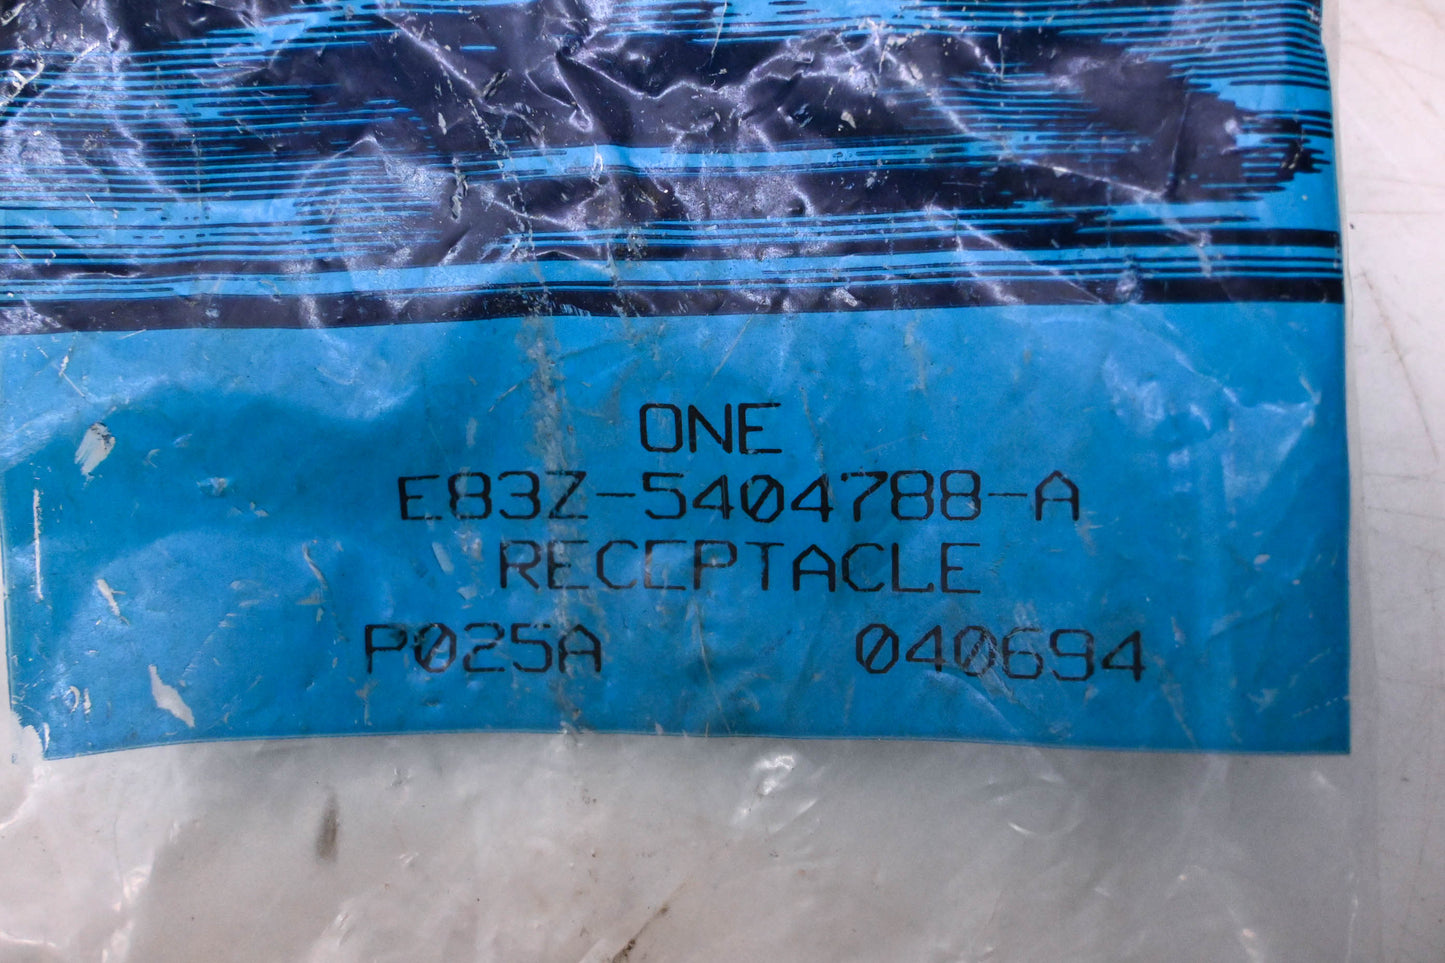 ONE
E83Z-5404788-A
RECEPTACLE
P025A 040694